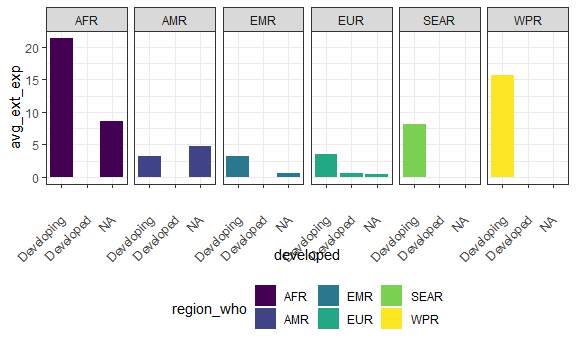 AFR AMR EMR EUR SEAR WPR
avg_ext_exp
20
15
10
5
0
Developing Developed NA Developing Developed NA Developing Developed NA Developing Developed NA Developing Developed NA Developing Developed NA
developed
region_who
AFR EMR SEAR
AMR EUR WPR